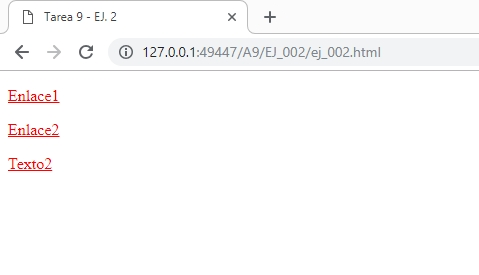 Tarea 9 - EJ. 2
127.0.0.1:49447/A9/EJ_002/ej_002.html
Enlace1
Enlace2
Texto2